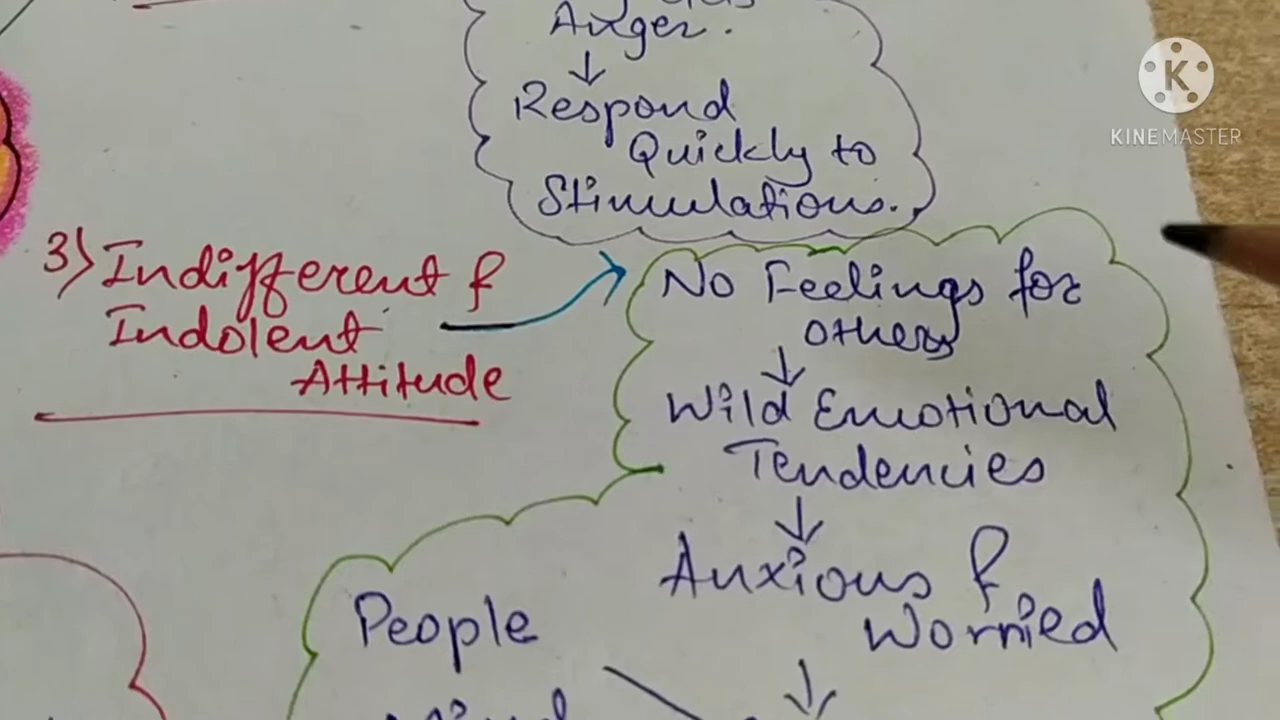 Anger.
↓
Respond
Quickly to
Stimulations.
3) Indifferent &
Indolent
Attitude
No Feelings for
others
↓
Wild Emotional
Tendencies
↓
Anxious &
Worried
↓
People
K
KINEMASTER